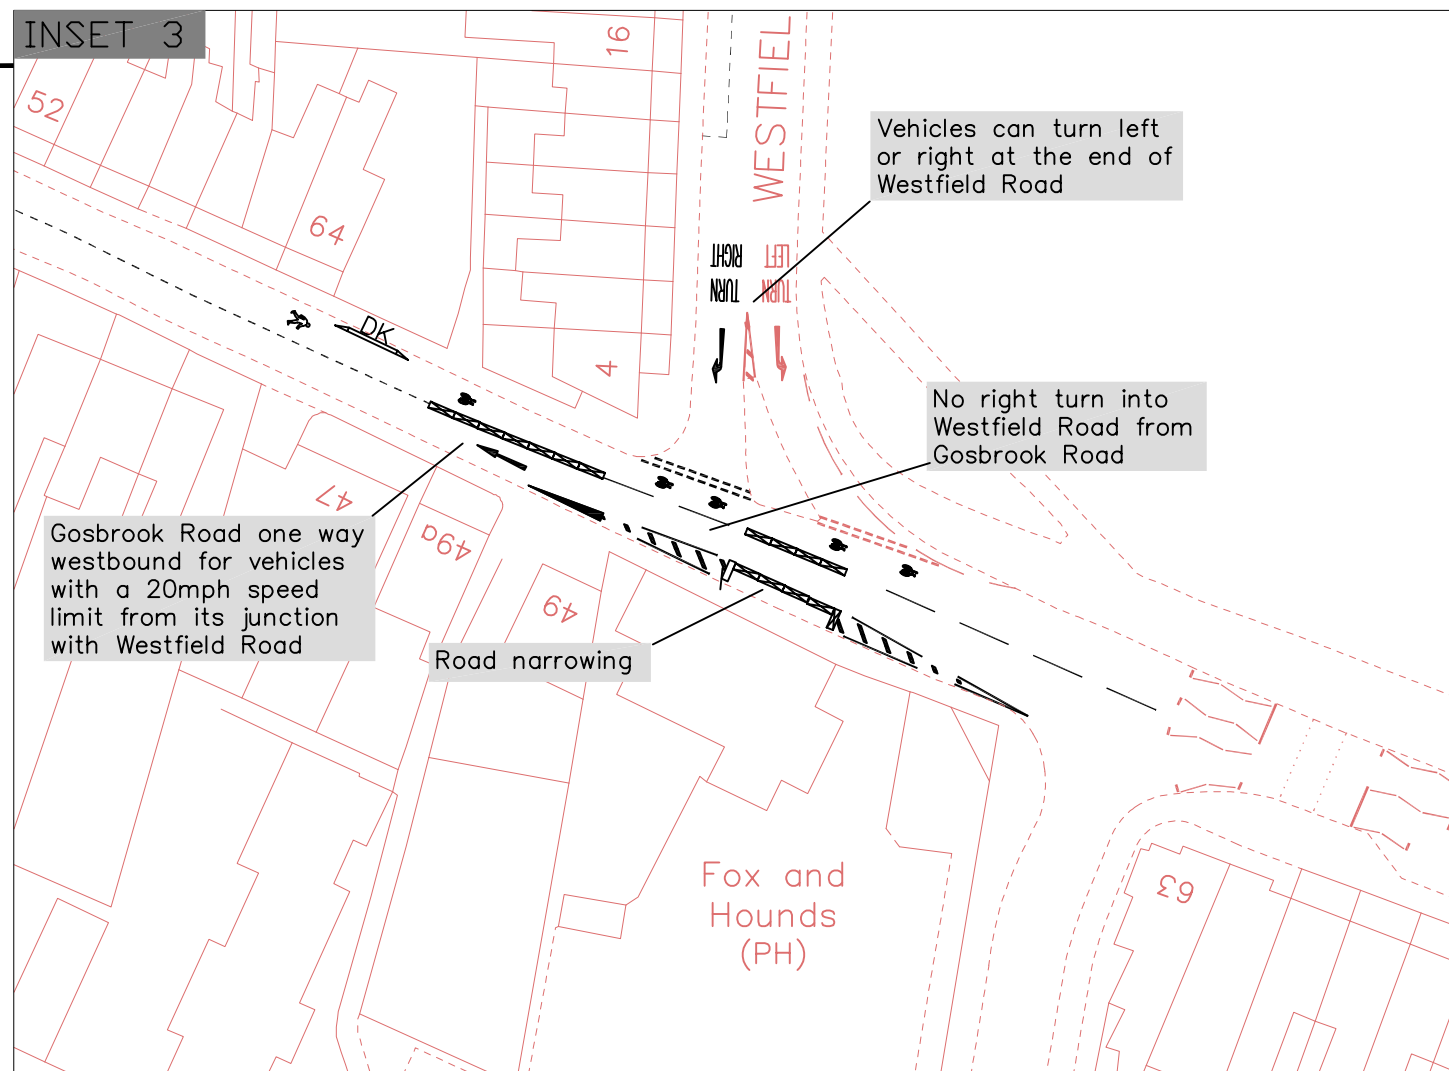 INSET 3
52
16
WESTFIEL
Vehicles can turn left
or right at the end of
Westfield Road
64
TURN
RIGHT
TURN
LEFT
DK
4
No right turn into
Westfield Road from
Gosbrook Road
47
49a
49
Gosbrook Road one way
westbound for vehicles
with a 20mph speed
limit from its junction
with Westfield Road
Road narrowing
Fox and
Hounds
(PH)
63